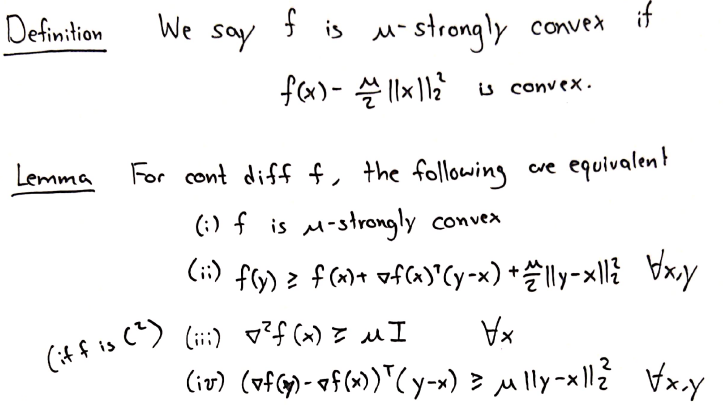 Definition We say f is μ-strongly convex if
f(x) - μ/2 ||x||₂² is convex.
Lemma For cont diff f, the following are equivalent
(i) f is μ-strongly convex
(ii) f(y) ≥ f(x) + ∇f(x)ᵀ(y-x) + μ/2 ||y-x||₂² ∀x,y
(if f is C²) (iii) ∇²f(x) ≽ μI ∀x
(iv) (∇f(y) - ∇f(x))ᵀ(y-x) ≥ μ||y-x||₂² ∀x,y